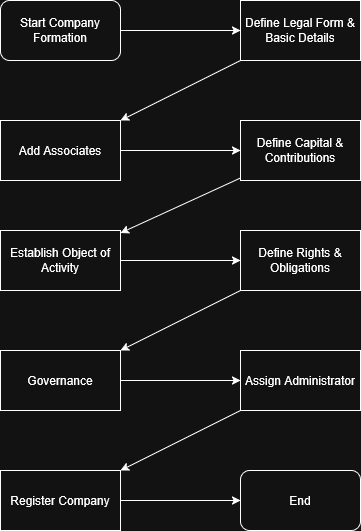 Start Company
Formation
Define Legal Form &
Basic Details
Add Associates
Define Capital &
Contributions
Establish Object of
Activity
Define Rights &
Obligations
Governance
Assign Administrator
Register Company
End